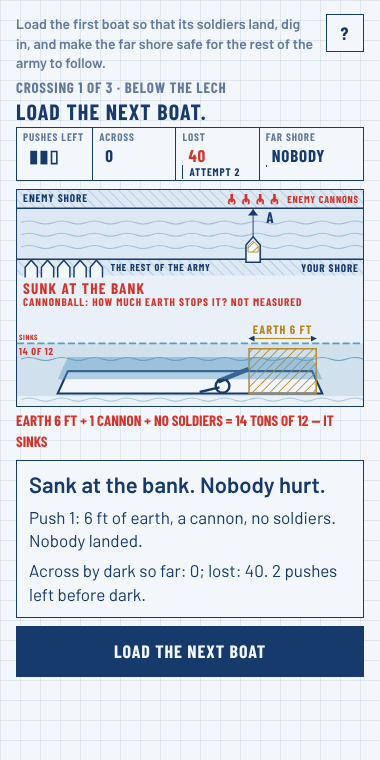 Load the first boat so that its soldiers land, dig
in, and make the far shore safe for the rest of the
army to follow.
?
CROSSING 1 OF 3 · BELOW THE LECH
LOAD THE NEXT BOAT.
PUSHES LEFT
ACROSS
0
LOST
40
ATTEMPT 2
FAR SHORE
NOBODY
ENEMY SHORE
ENEMY CANNONS
A
THE REST OF THE ARMY
YOUR SHORE
SUNK AT THE BANK
CANNONBALL: HOW MUCH EARTH STOPS IT? NOT MEASURED
EARTH 6 FT
SINKS
14 OF 12
EARTH 6 FT + 1 CANNON + NO SOLDIERS = 14 TONS OF 12 — IT
SINKS
Sank at the bank. Nobody hurt.
Push 1: 6 ft of earth, a cannon, no soldiers.
Nobody landed.
Across by dark so far: 0; lost: 40. 2 pushes
left before dark.
LOAD THE NEXT BOAT